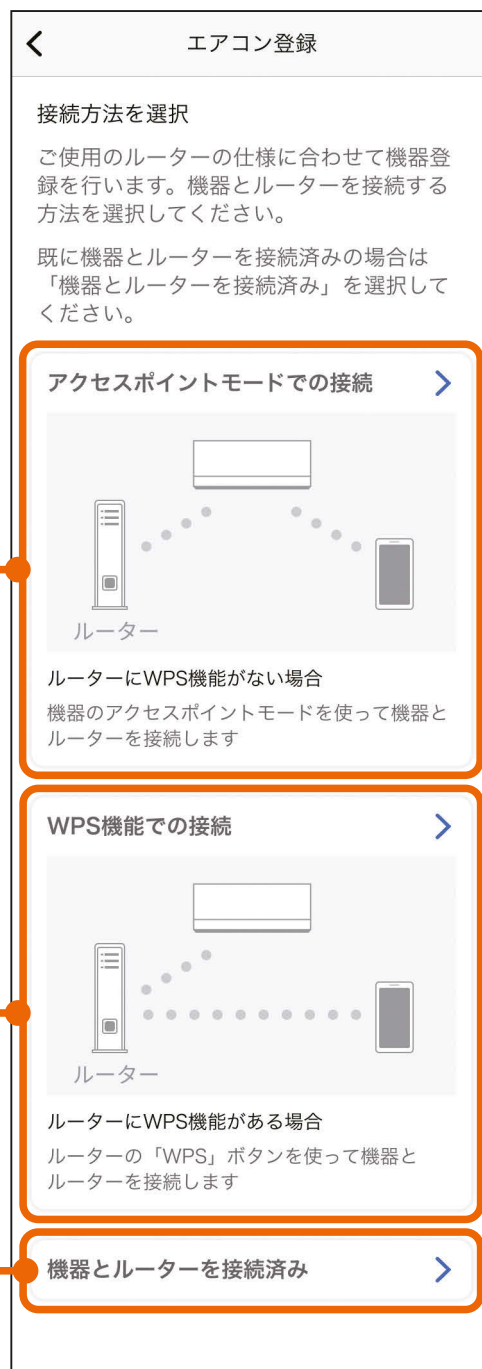 エアコン登録
接続方法を選択
ご使用のルーターの仕様に合わせて機器登
録を行います。機器とルーターを接続する
方法を選択してください。
既に機器とルーターを接続済みの場合は
「機器とルーターを接続済み」を選択して
ください。
アクセスポイントモードでの接続
ルーター
ルーターにWPS機能がない場合
機器のアクセスポイントモードを使って機器と
ルーターを接続します
WPS機能での接続
ルーター
ルーターにWPS機能がある場合
ルーターの「WPS」ボタンを使って機器と
ルーターを接続します
機器とルーターを接続済み